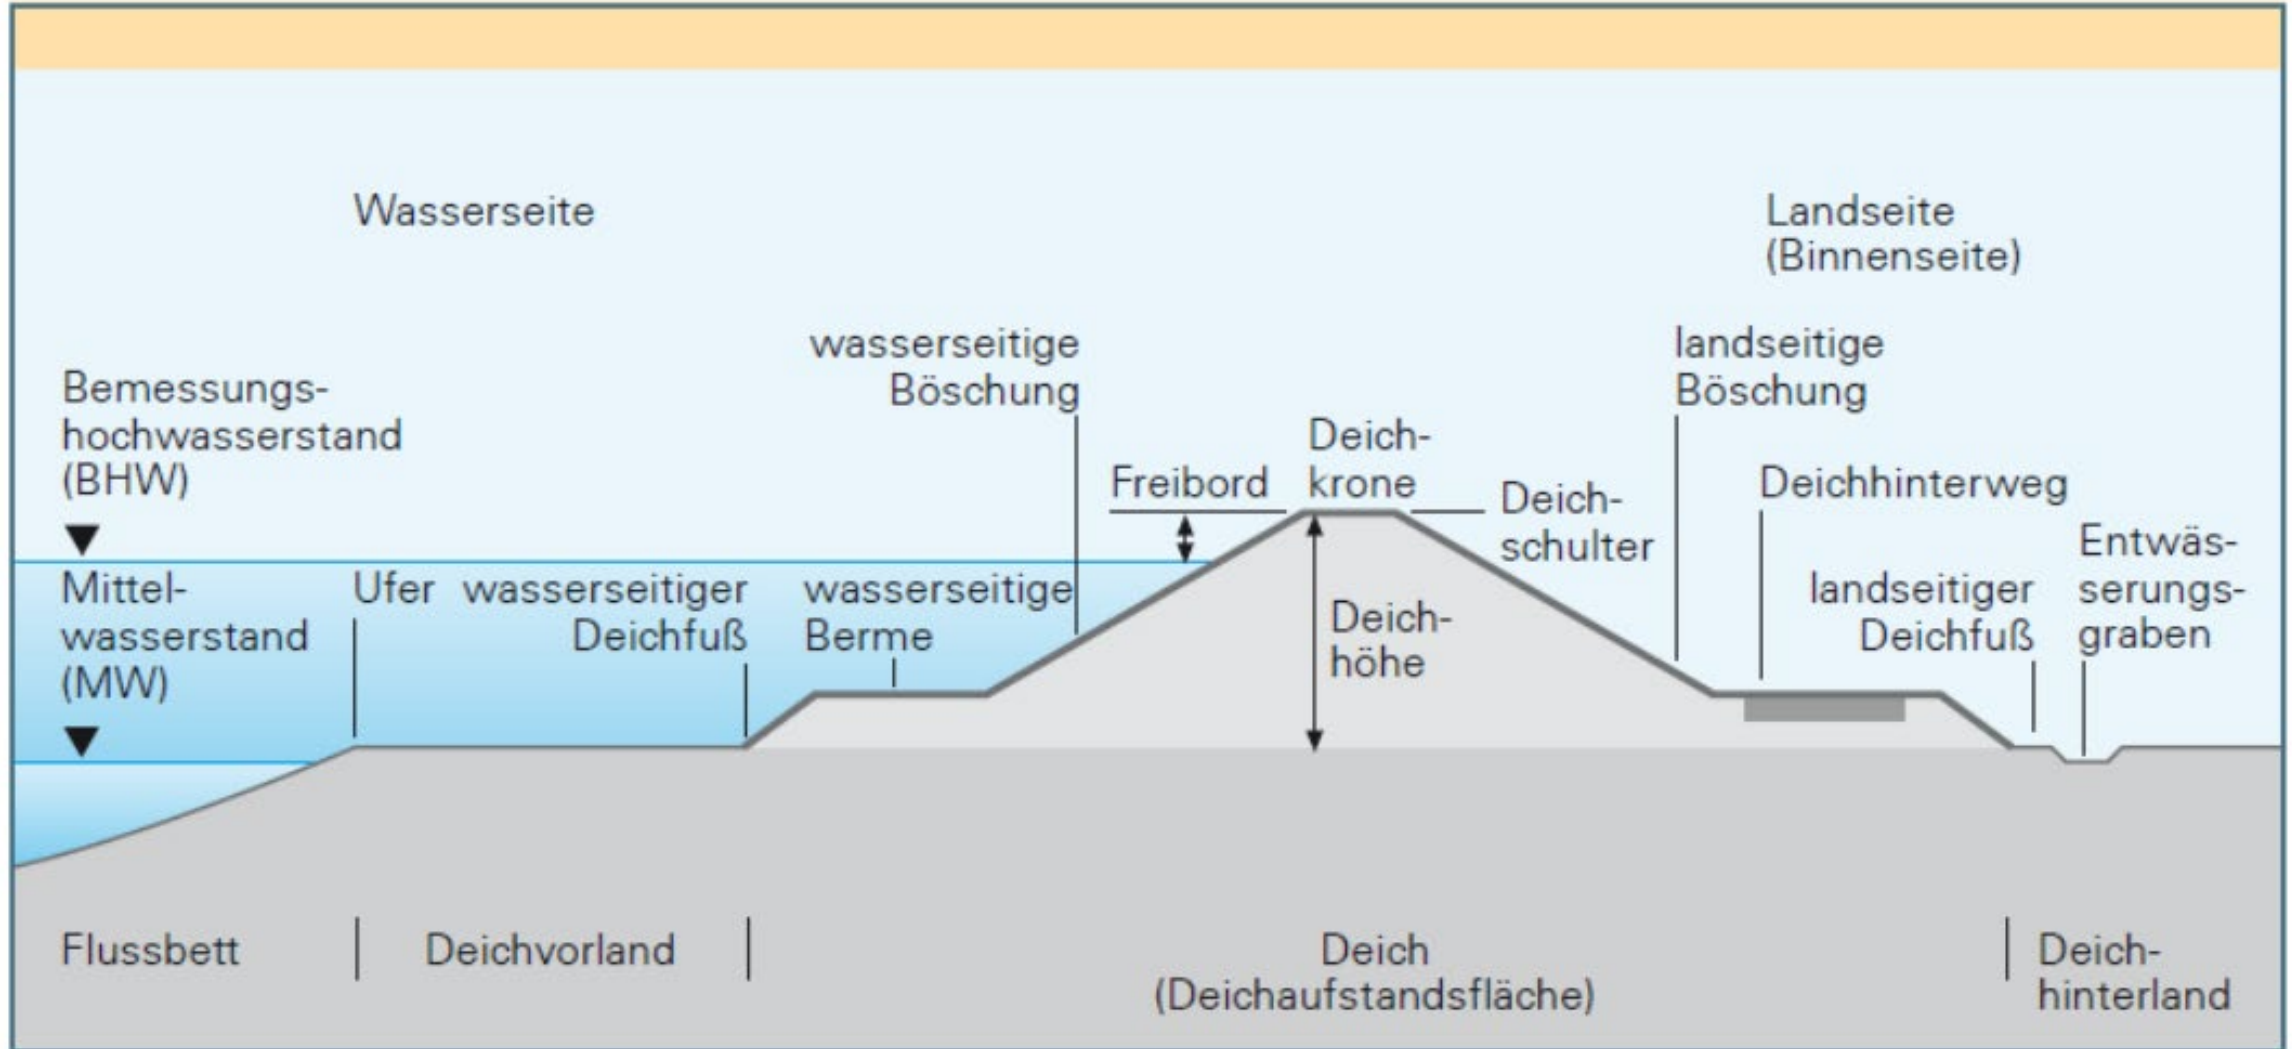 Wasserseite
Landseite
(Binnenseite)
wasserseitige
Böschung
landseitige
Böschung
Bemessungs-
hochwasserstand
(BHW)
Freibord
Deich-
krone
Deich-
schulter
Deichhinterweg
Entwäs-
serungs-
graben
Mittel-
wasserstand
(MW)
Ufer
wasserseitiger
Deichfuß
wasserseitige
Berme
Deich-
höhe
landseitiger
Deichfuß
Flussbett
Deichvorland
Deich
(Deichaufstandsfläche)
Deich-
hinterland